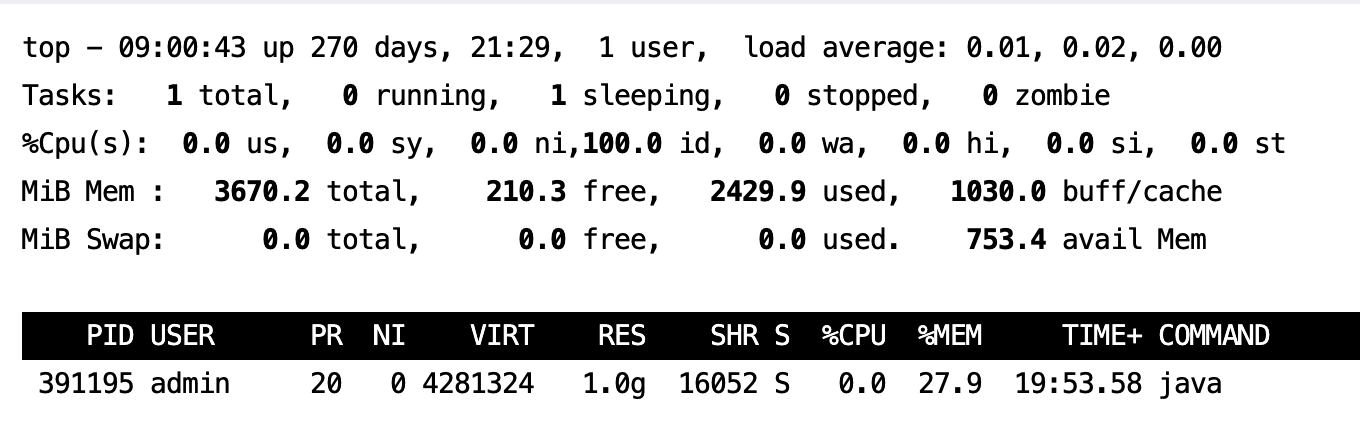 top - 09:00:43 up 270 days, 21:29,  1 user,  load average: 0.01, 0.02, 0.00
Tasks:   1 total,   0 running,   1 sleeping,   0 stopped,   0 zombie
%Cpu(s):  0.0 us,  0.0 sy,  0.0 ni,100.0 id,  0.0 wa,  0.0 hi,  0.0 si,  0.0 st
MiB Mem :   3670.2 total,    210.3 free,   2429.9 used,   1030.0 buff/cache
MiB Swap:      0.0 total,      0.0 free,      0.0 used.    753.4 avail Mem
    PID USER      PR  NI    VIRT    RES    SHR S  %CPU  %MEM     TIME+ COMMAND
 391195 admin     20   0 4281324   1.0g  16052 S   0.0  27.9  19:53.58 java